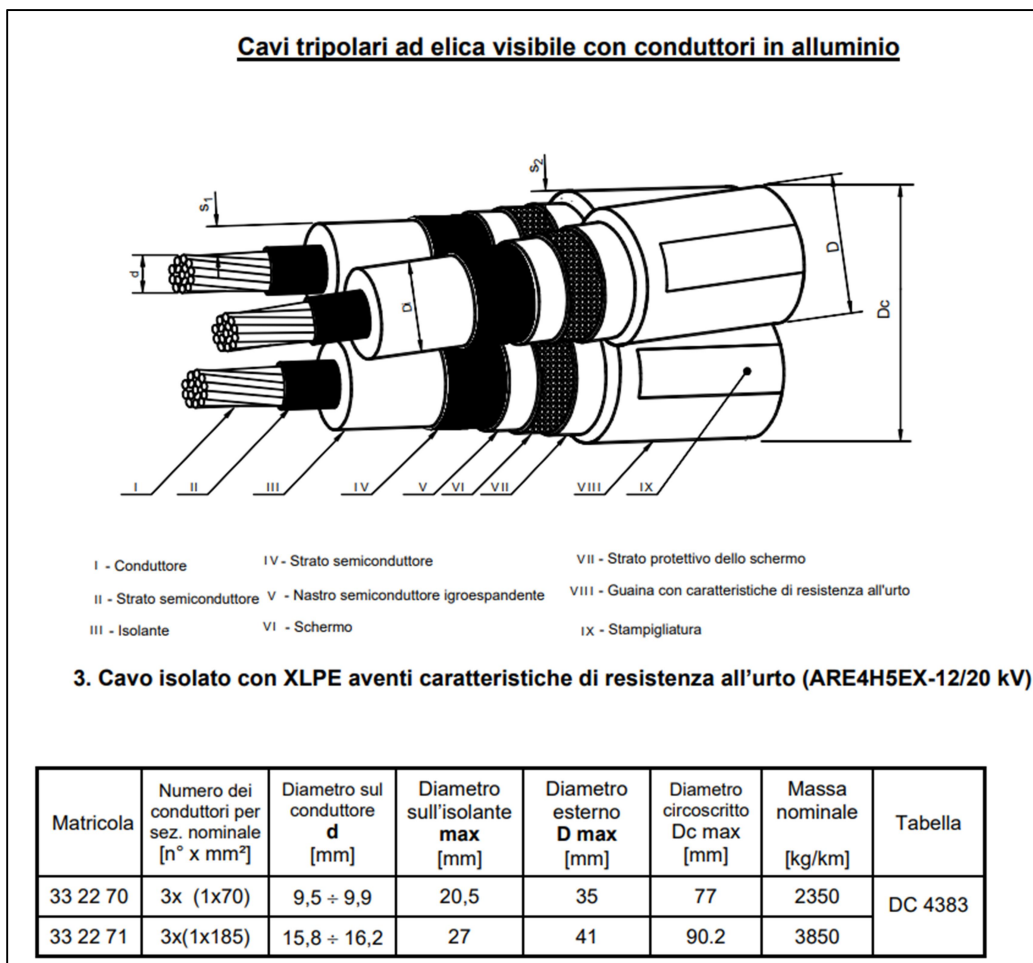 Cavi tripolari ad elica visibile con conduttori in alluminio
s1
s2
d
Di
D
Dc
I
II
III
IV
V
VI
VII
VIII
IX
I - Conduttore
II - Strato semiconduttore
III - Isolante
IV - Strato semiconduttore
V - Nastro semiconduttore igroespandente
VI - Schermo
VII - Strato protettivo dello schermo
VIII - Guaina con caratteristiche di resistenza all'urto
IX - Stampigliatura
3. Cavo isolato con XLPE aventi caratteristiche di resistenza all'urto (ARE4H5EX-12/20 kV)
Matricola
Numero dei
conduttori per
sez. nominale
[n° x mm²]
Diametro sul
conduttore
d
[mm]
Diametro
sull'isolante
max
[mm]
Diametro
esterno
D max
[mm]
Diametro
circoscritto
Dc max
[mm]
Massa
nominale
[kg/km]
Tabella
33 22 70 3x (1x70) 9,5 ÷ 9,9 20,5 35 77 2350 DC 4383
33 22 71 3x(1x185) 15,8 ÷ 16,2 27 41 90.2 3850